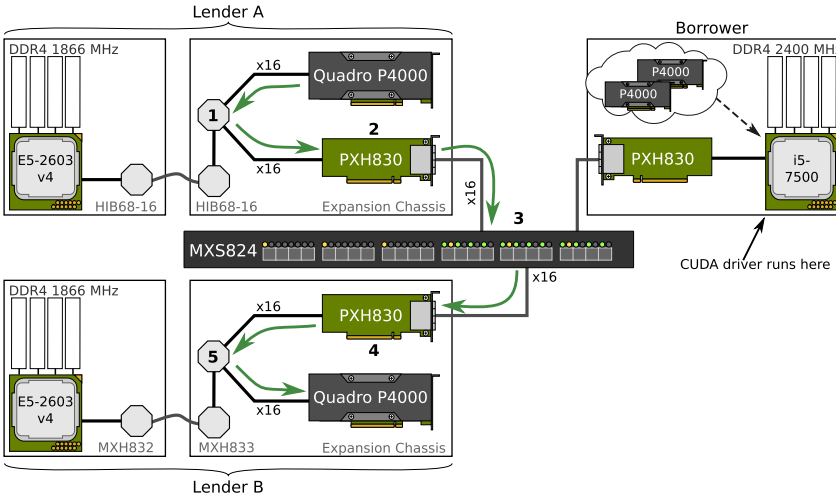 Lender A
Borrower
DDR4 1866 MHz
x16
Quadro P4000
1
2
E5-2603
v4
PXH830
x16
HIB68-16
HIB68-16
Expansion Chassis
x16
3
DDR4 2400 MHz
P4000
P4000
PXH830
i5-
7500
MXS824
CUDA driver runs here
x16
DDR4 1866 MHz
x16
PXH830
4
5
E5-2603
v4
Quadro P4000
x16
MXH832
MXH833
Expansion Chassis
Lender B